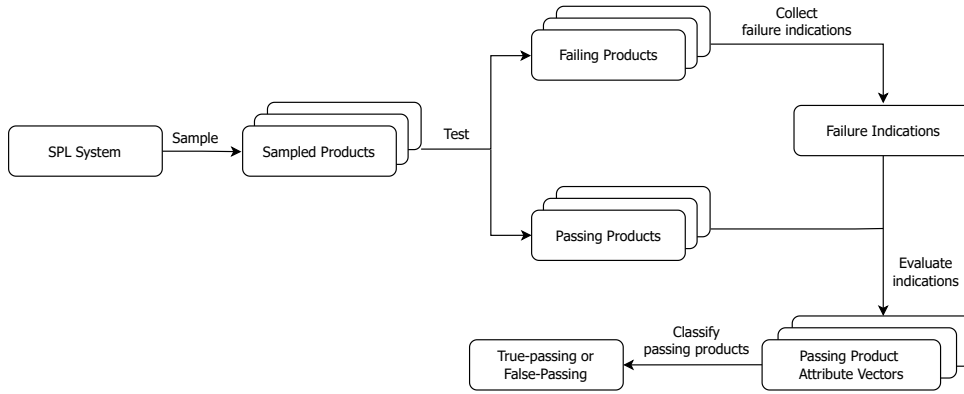 Collect
failure indications
Failing Products
Sample
Test
SPL System
Sampled Products
Failure Indications
Passing Products
Evaluate
indications
Classify
passing products
True-passing or
False-Passing
Passing Product
Attribute Vectors